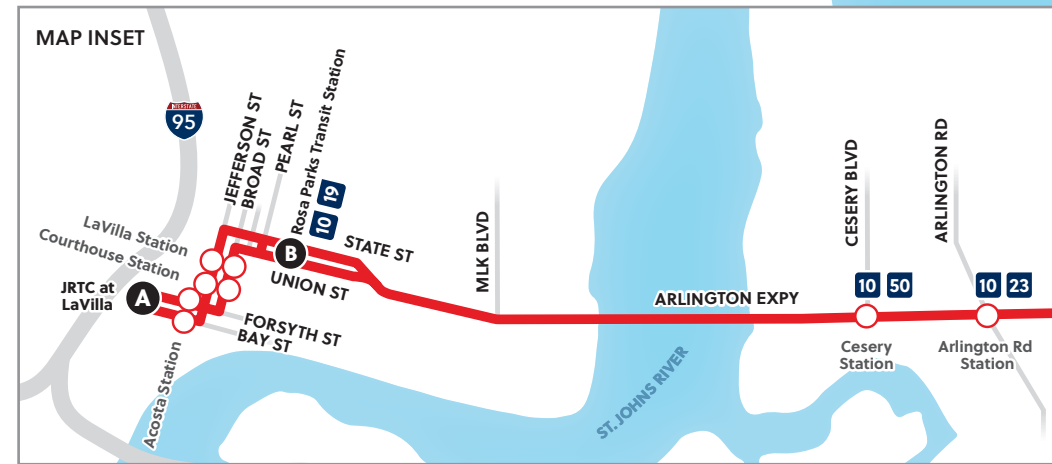 MAP INSET
INTERSTATE
95
JEFFERSON ST
BROAD ST
PEARL ST
Rosa Parks Transit Station
10 19
LaVilla Station
Courthouse Station
JRTC at
LaVilla
A
B
STATE ST
UNION ST
FORSYTH ST
BAY ST
Acosta Station
MLK BLVD
ARLINGTON EXPY
ST. JOHNS RIVER
CESERY BLVD
10 50
Cesery
Station
ARLINGTON RD
10 23
Arlington Rd
Station